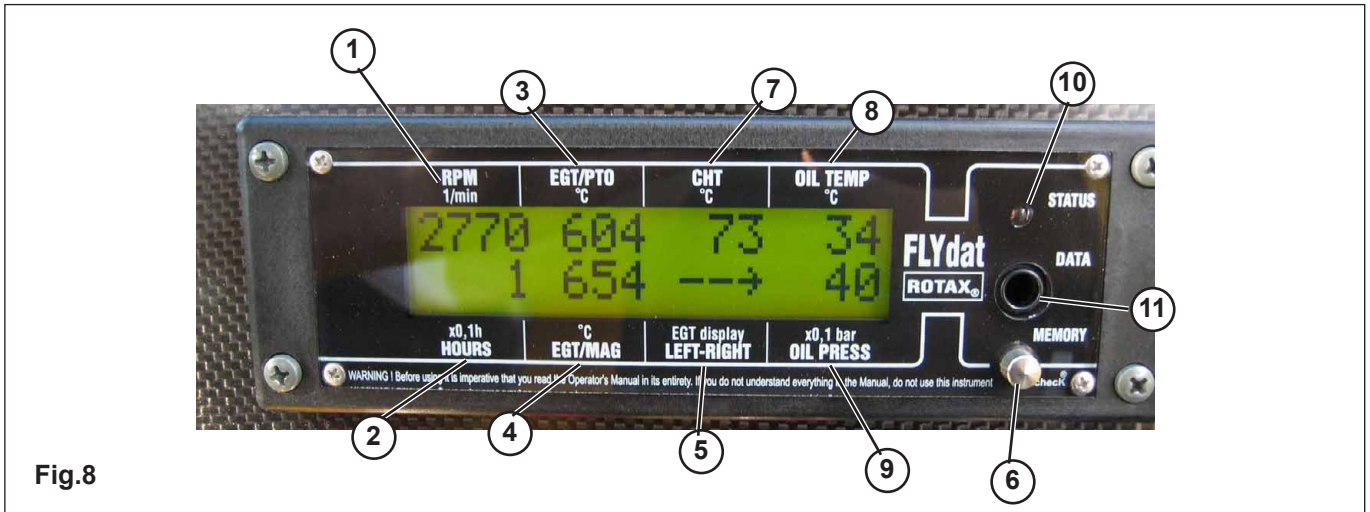 1
3
7
8
10
RPM EGT/PTO CHT OIL TEMP
1/min °C °C °C
STATUS
2770 604 73 34
FLYdat
DATA
1 654 --→ 40
ROTAX®
11
MEMORY
x0,1h °C EGT display x0,1 bar
HOURS EGT/MAG LEFT-RIGHT OIL PRESS
WARNING ! Before using it is imperative that you read the Operator's Manual in its entirety. If you do not understand everything in the Manual, do not use this instrument
2
4
5
9
6
Fig.8